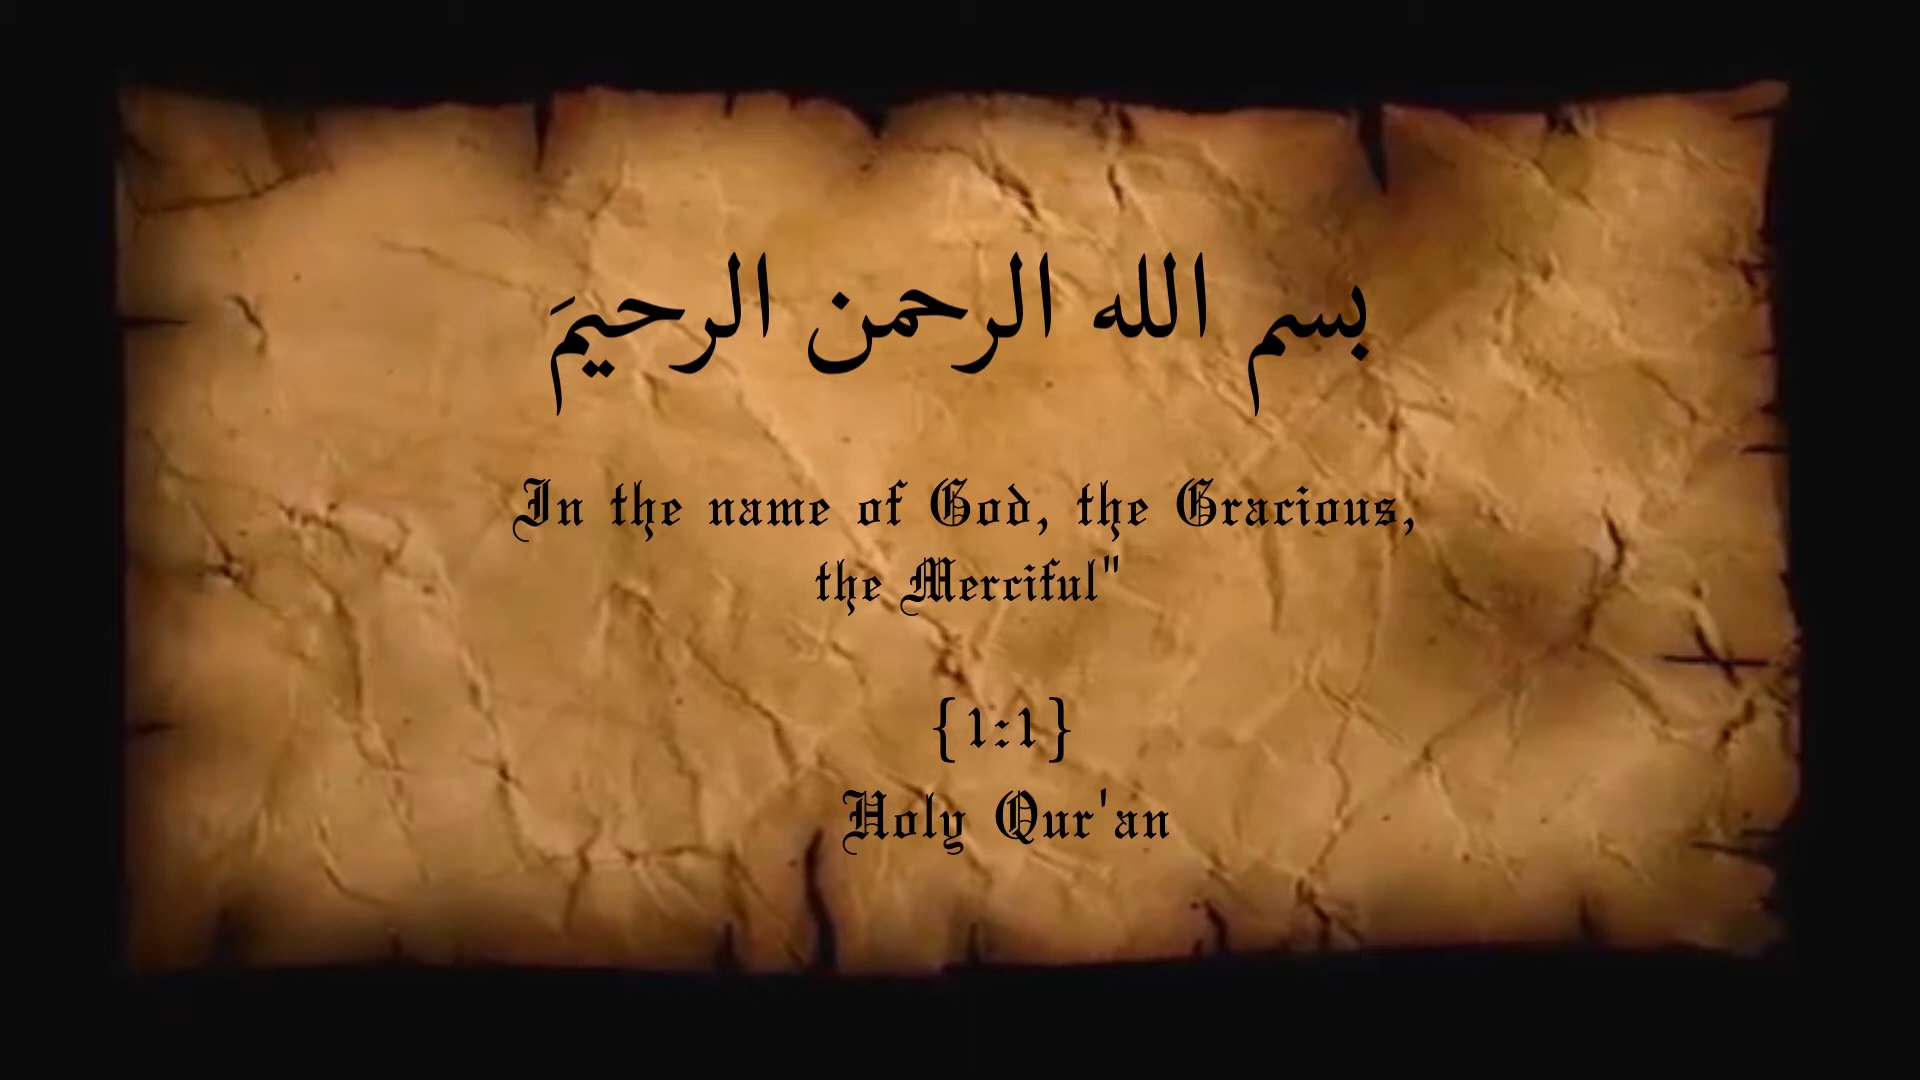 بسم الله الرحمن الرحيمَ
In the name of God, the Gracious,
the Merciful"
{1:1}
Holy Qur'an